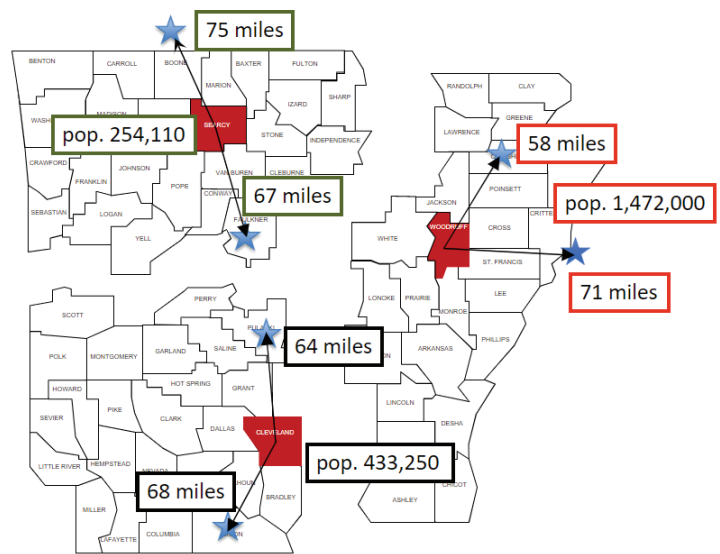 75 miles
BENTON
CARROLL
BOONE
BAXTER
FULTON
MARION
SHARP
IZARD
SEARCY
STONE
INDEPENDENCE
pop. 254,110
CRAWFORD
JOHNSON
FRANKLIN
POPE
VAN BUREN
CLEBURNE
CONWAY
67 miles
SEBASTIAN
LOGAN
FAULKNER
YELL
RANDOLPH
CLAY
GREENE
LAWRENCE
58 miles
POINSETT
JACKSON
pop. 1,472,000
WOODRUFF
CROSS
WHITE
ST. FRANCIS
71 miles
LEE
LONOKE
PRAIRIE
MONROE
PHILLIPS
ARKANSAS
LINCOLN
DESHA
CHICOT
ASHLEY
PERRY
SCOTT
PULASKI
SALINE
64 miles
POLK
MONTGOMERY
GARLAND
HOT SPRING
GRANT
HOWARD
PIKE
SEVIER
CLARK
DALLAS
CLEVELAND
LITTLE RIVER
HEMPSTEAD
pop. 433,250
68 miles
BRADLEY
MILLER
COLUMBIA
LAFAYETTE